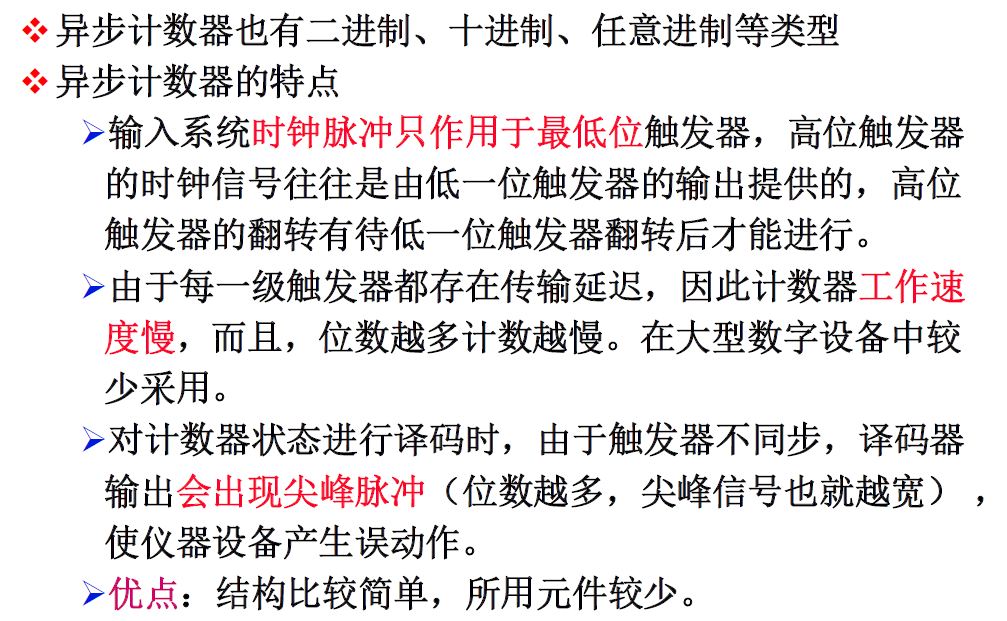 异步计数器也有二进制、十进制、任意进制等类型
异步计数器的特点
输入系统时钟脉冲只作用于最低位触发器，高位触发器
的时钟信号往往是由低一位触发器的输出提供的，高位
触发器的翻转有待低一位触发器翻转后才能进行。
由于每一级触发器都存在传输延迟，因此计数器工作速
度慢，而且，位数越多计数越慢。在大型数字设备中较
少采用。
对计数器状态进行译码时，由于触发器不同步，译码器
输出会出现尖峰脉冲（位数越多，尖峰信号也就越宽），
使仪器设备产生误动作。
优点：结构比较简单，所用元件较少。